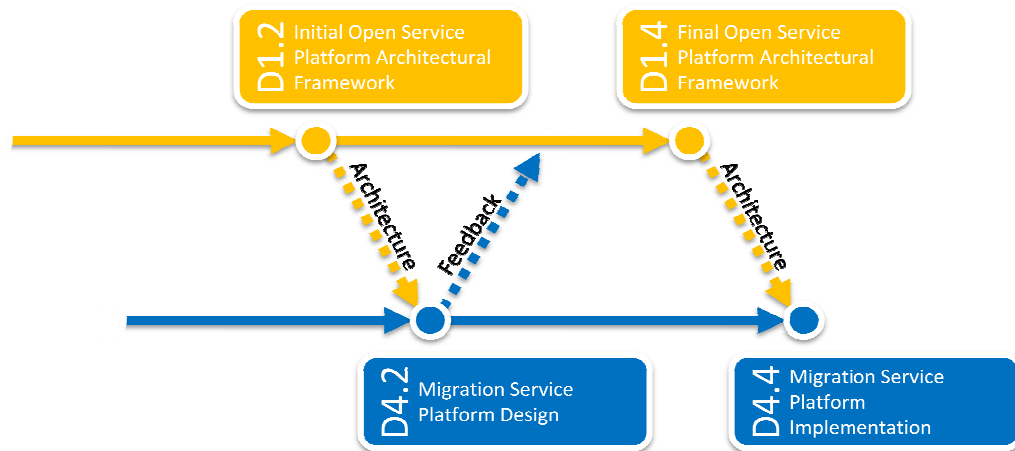 D1.2
Initial Open Service
Platform Architectural
Framework
D1.4
Final Open Service
Platform Architectural
Framework
Architecture
Feedback
Architecture
D4.2
Migration Service
Platform Design
D4.4
Migration Service
Platform
Implementation